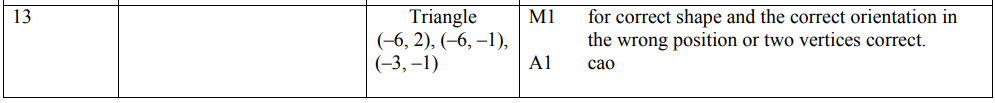 13 Triangle M1 for correct shape and the correct orientation in
(–6, 2), (–6, –1), the wrong position or two vertices correct.
(–3, –1) A1 cao